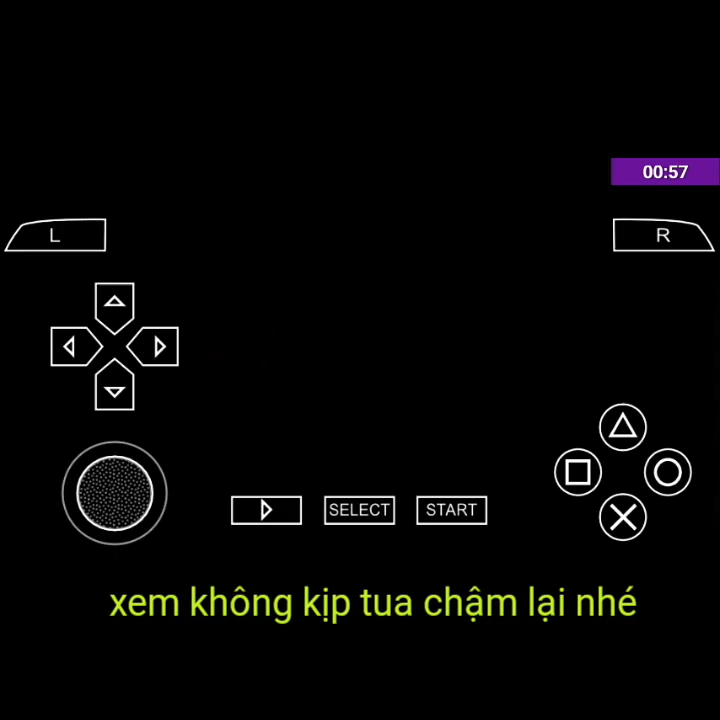 00:57
L
R
SELECT
START
xem không kịp tua chậm lại nhé